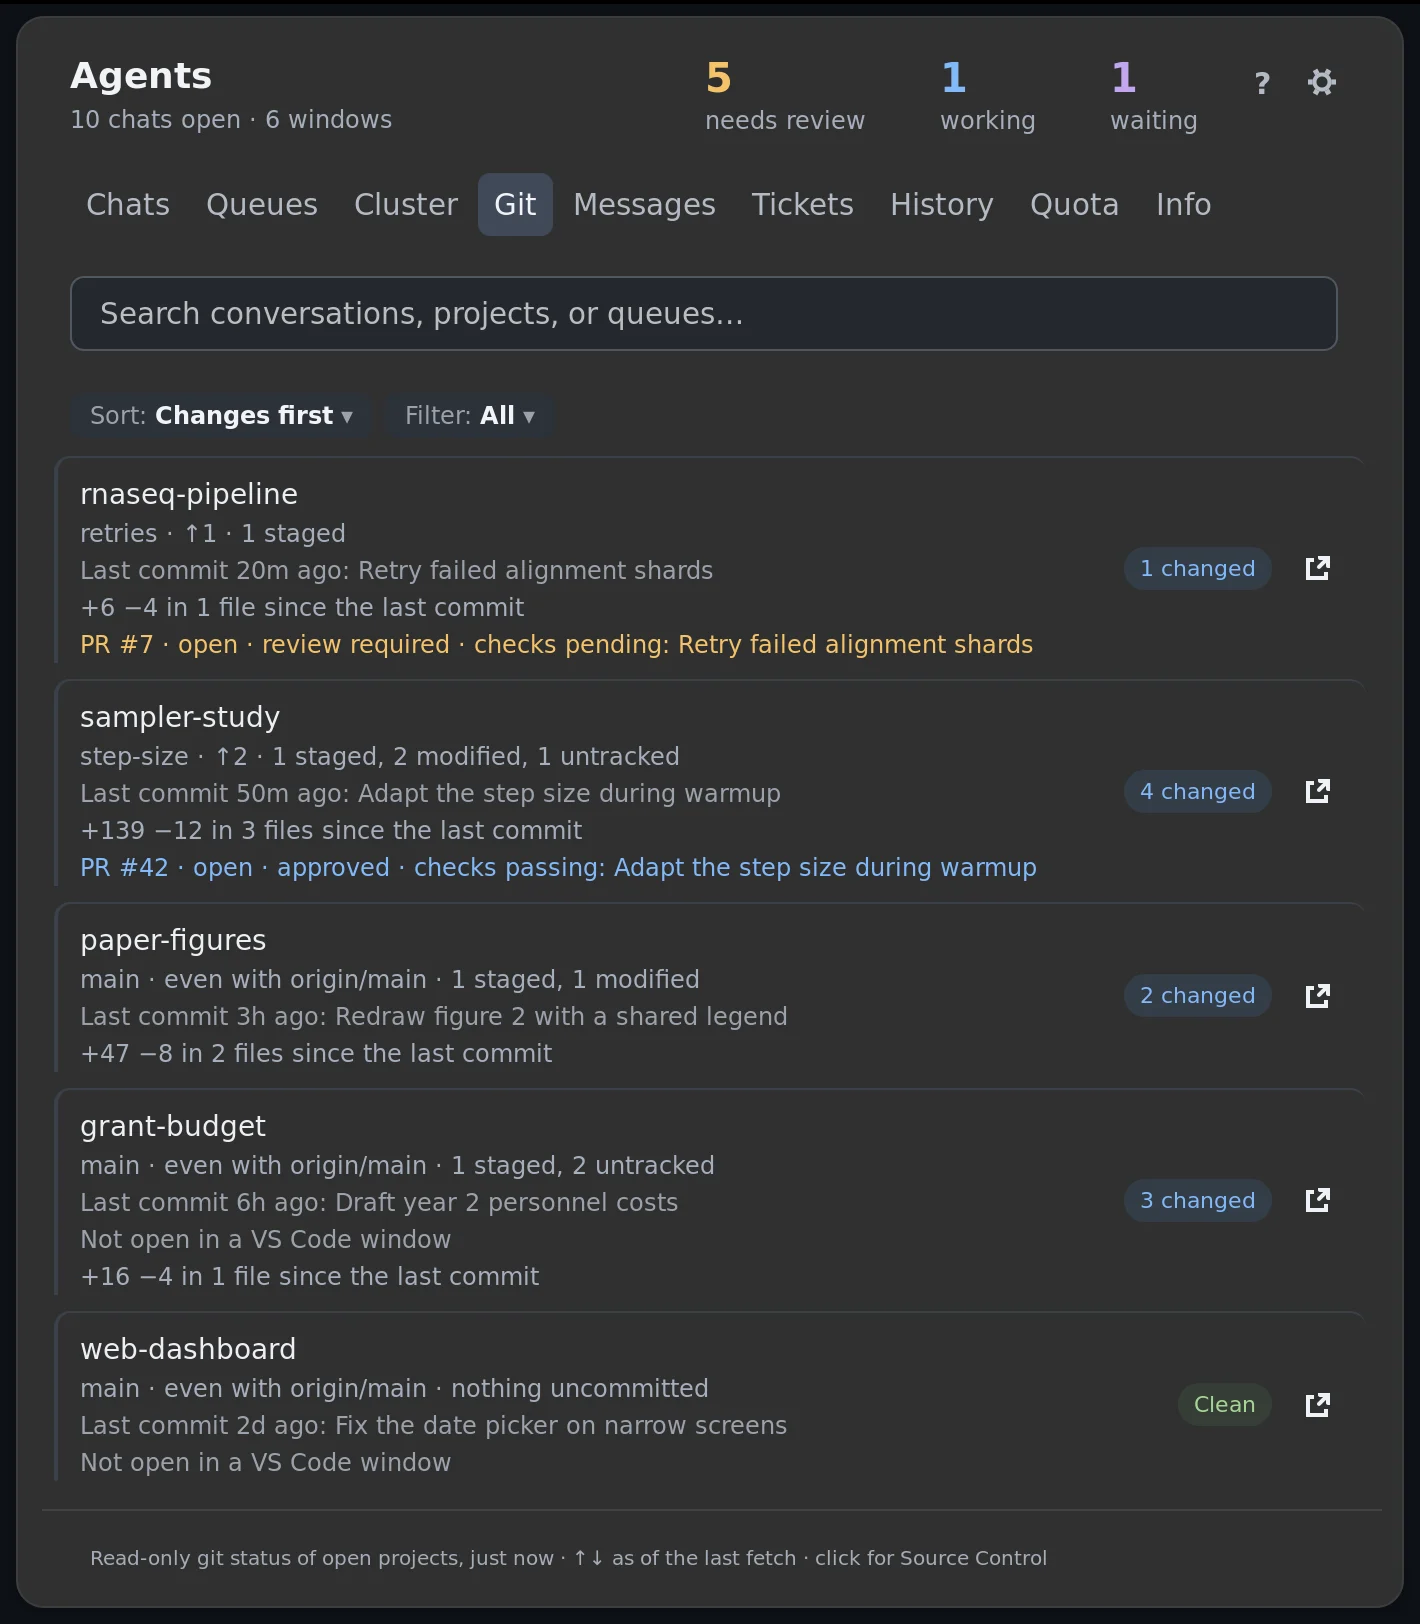 Agents
10 chats open · 6 windows
5 needs review
1 working
1 waiting
?
Chats Queues Cluster Git Messages Tickets History Quota Info
Search conversations, projects, or queues...
Sort: Changes first ▾ Filter: All ▾
rnaseq-pipeline
retries · ↑1 · 1 staged
Last commit 20m ago: Retry failed alignment shards
+6 −4 in 1 file since the last commit
PR #7 · open · review required · checks pending: Retry failed alignment shards
1 changed
sampler-study
step-size · ↑2 · 1 staged, 2 modified, 1 untracked
Last commit 50m ago: Adapt the step size during warmup
+139 −12 in 3 files since the last commit
PR #42 · open · approved · checks passing: Adapt the step size during warmup
4 changed
paper-figures
main · even with origin/main · 1 staged, 1 modified
Last commit 3h ago: Redraw figure 2 with a shared legend
+47 −8 in 2 files since the last commit
2 changed
grant-budget
main · even with origin/main · 1 staged, 2 untracked
Last commit 6h ago: Draft year 2 personnel costs
Not open in a VS Code window
+16 −4 in 1 file since the last commit
3 changed
web-dashboard
main · even with origin/main · nothing uncommitted
Last commit 2d ago: Fix the date picker on narrow screens
Not open in a VS Code window
Clean
Read-only git status of open projects, just now · ↑↓ as of the last fetch · click for Source Control